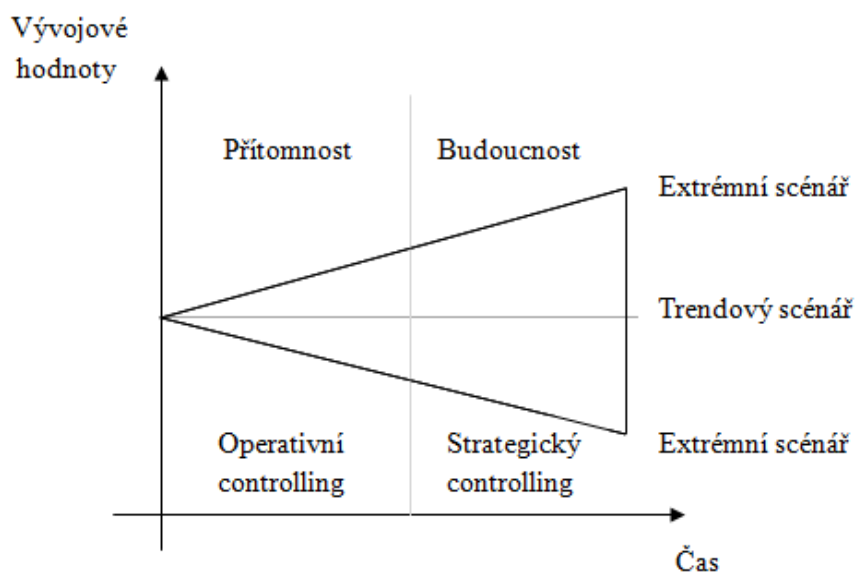 Vývojové
hodnoty
Přítomnost
Budoucnost
Extrémní scénář
Trendový scénář
Operativní
controlling
Strategický
controlling
Extrémní scénář
Čas